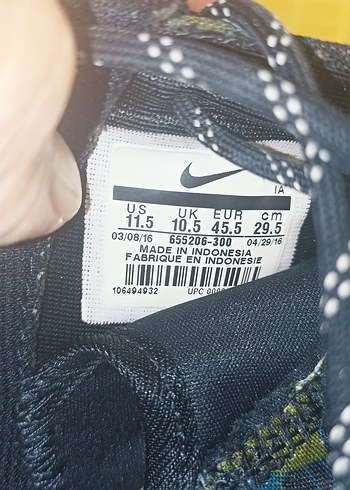 IA
US UK EUR cm
11.5 10.5 45.5 29.5
03/08/16 655206-300 04/29/16
MADE IN INDONESIA
FABRIQUE EN INDONESIE
106494932 UPC